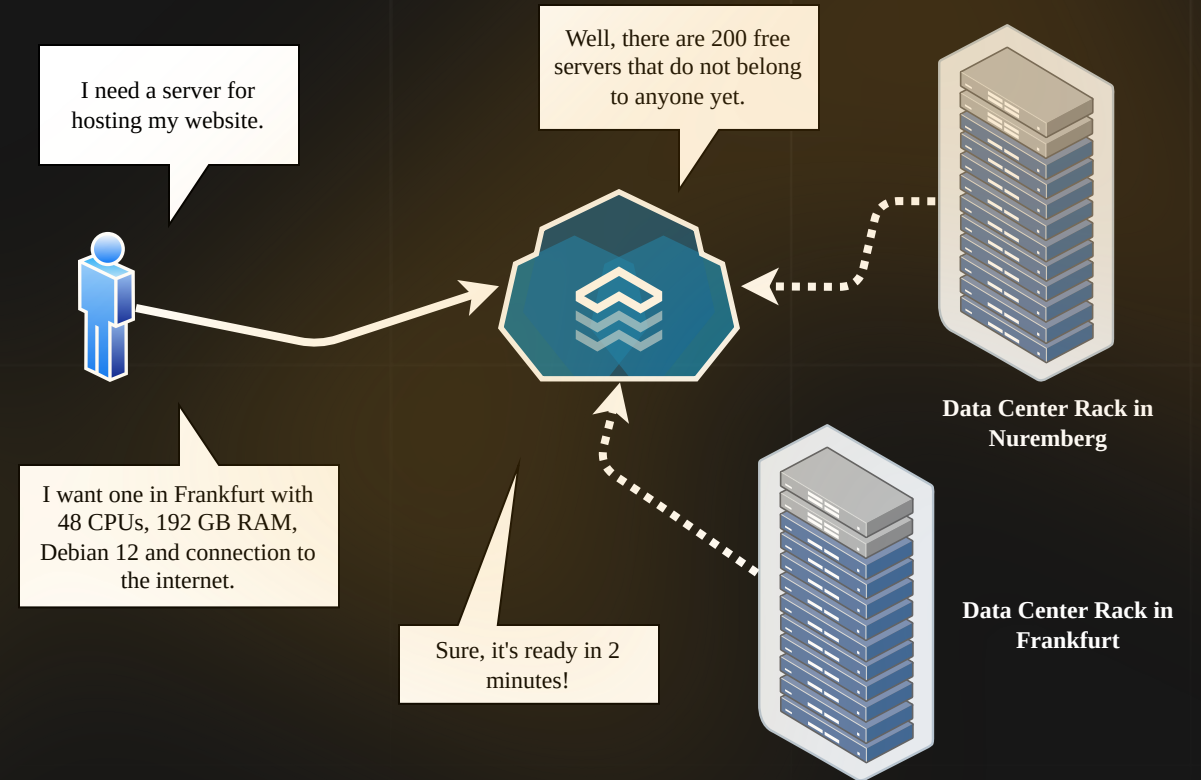 I need a server for
hosting my website.
Well, there are 200 free
servers that do not belong
to anyone yet.
I want one in Frankfurt with
48 CPUs, 192 GB RAM,
Debian 12 and connection to
the internet.
Sure, it's ready in 2
minutes!
Data Center Rack in
Nuremberg
Data Center Rack in
Frankfurt